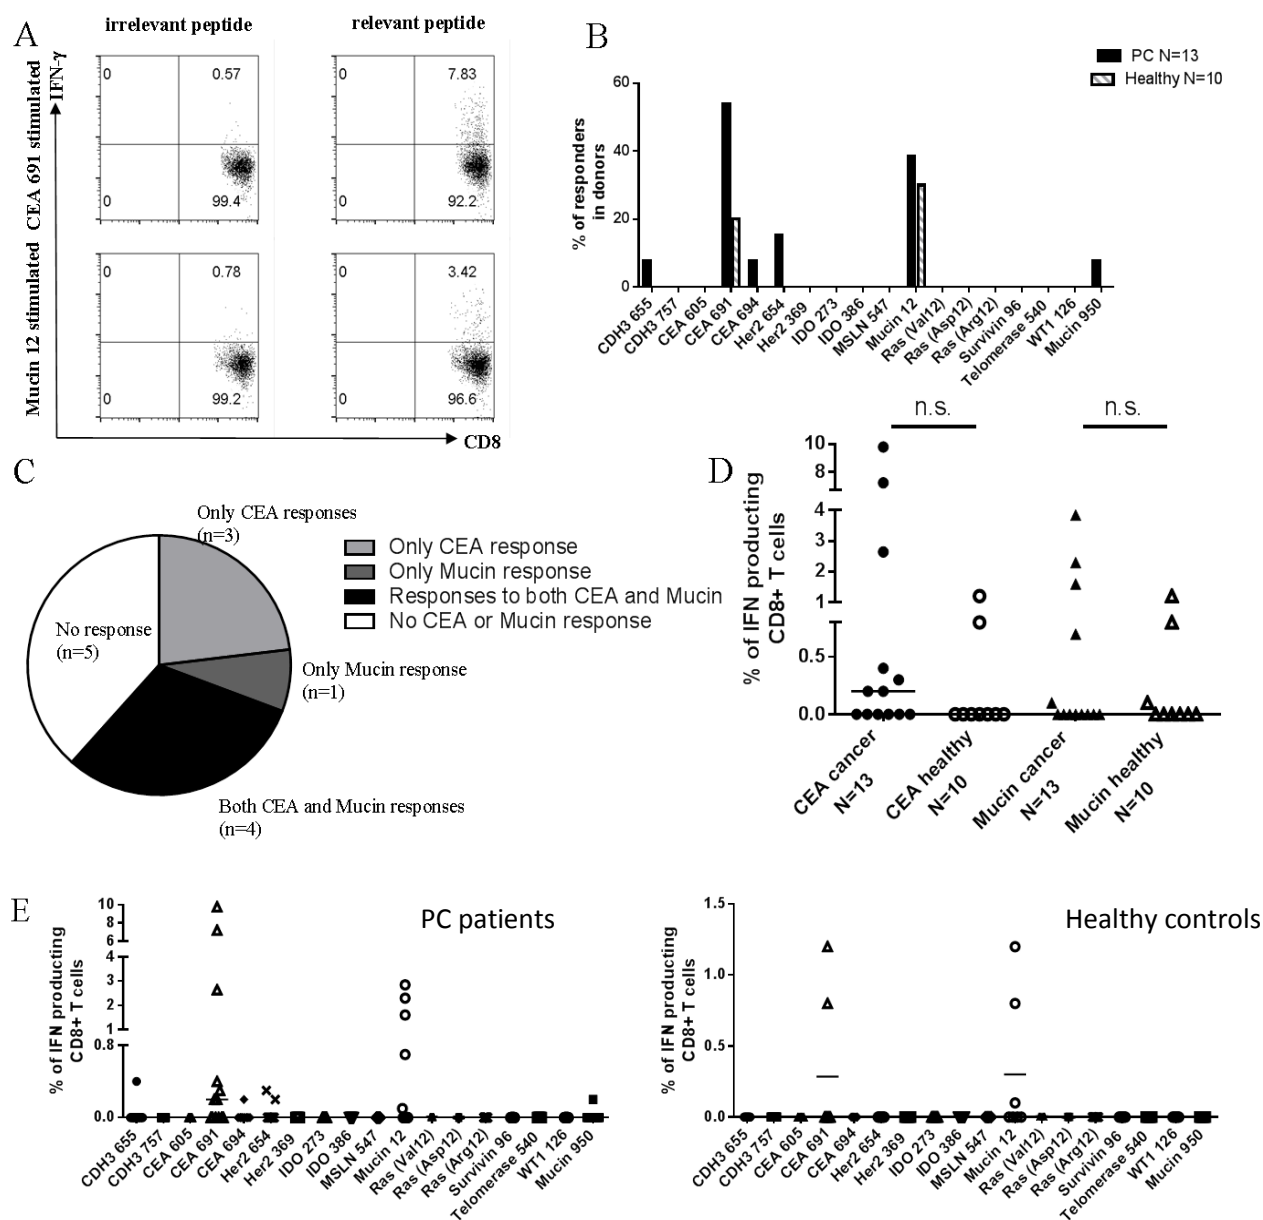 A
irrelevant peptide
relevant peptide
CEA 691 stimulated
IFN-γ
0
0.57
0
99.4
0
7.83
0
92.2
Mucin 12 stimulated
0
0.78
0
99.2
0
3.42
0
96.6
CD8
B
PC N=13
Healthy N=10
% of responders
in donors
60
40
20
0
CDH3 655
CDH3 757
CEA 605
CEA 691
CEA 694
Her2 654
Her2 369
IDO 273
IDO 386
MSLN 547
Mucin 12
Ras (Val12)
Ras (Asp12)
Ras (Arg12)
Survivin 96
Telomerase 540
WT1 126
Mucin 950
C
Only CEA responses
(n=3)
No response
(n=5)
Only Mucin response
(n=1)
Both CEA and Mucin responses
(n=4)
Only CEA response
Only Mucin response
Responses to both CEA and Mucin
No CEA or Mucin response
D
n.s.
n.s.
% of IFN producing
CD8+ T cells
10
8
4
3
2
1
0.5
0.0
CEA cancer
N=13
CEA healthy
N=10
Mucin cancer
N=13
Mucin healthy
N=10
E
PC patients
% of IFN producing
CD8+ T cells
10
8
6
4
3
2
1
0.8
0.0
CDH3 655
CDH3 757
CEA 605
CEA 691
CEA 694
Her2 654
Her2 369
IDO 273
IDO 386
MSLN 547
Mucin 12
Ras (Val12)
Ras (Asp12)
Ras (Arg12)
Survivin 96
Telomerase 540
WT1 126
Mucin 950
Healthy controls
% of IFN producing
CD8+ T cells
1.5
1.0
0.5
0.0
CDH3 655
CDH3 757
CEA 605
CEA 691
CEA 694
Her2 654
Her2 369
IDO 273
IDO 386
MSLN 547
Mucin 12
Ras (Val12)
Ras (Asp12)
Ras (Arg12)
Survivin 96
Telomerase 540
WT1 126
Mucin 950